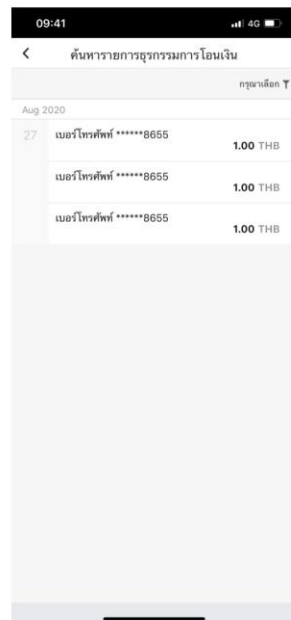 09:41
4G
ค้นหารายการธุรกรรมการโอนเงิน
กรุณาเลือก
Aug 2020
27 เบอร์โทรศัพท์ ******8655
1.00 THB
เบอร์โทรศัพท์ ******8655
1.00 THB
เบอร์โทรศัพท์ ******8655
1.00 THB